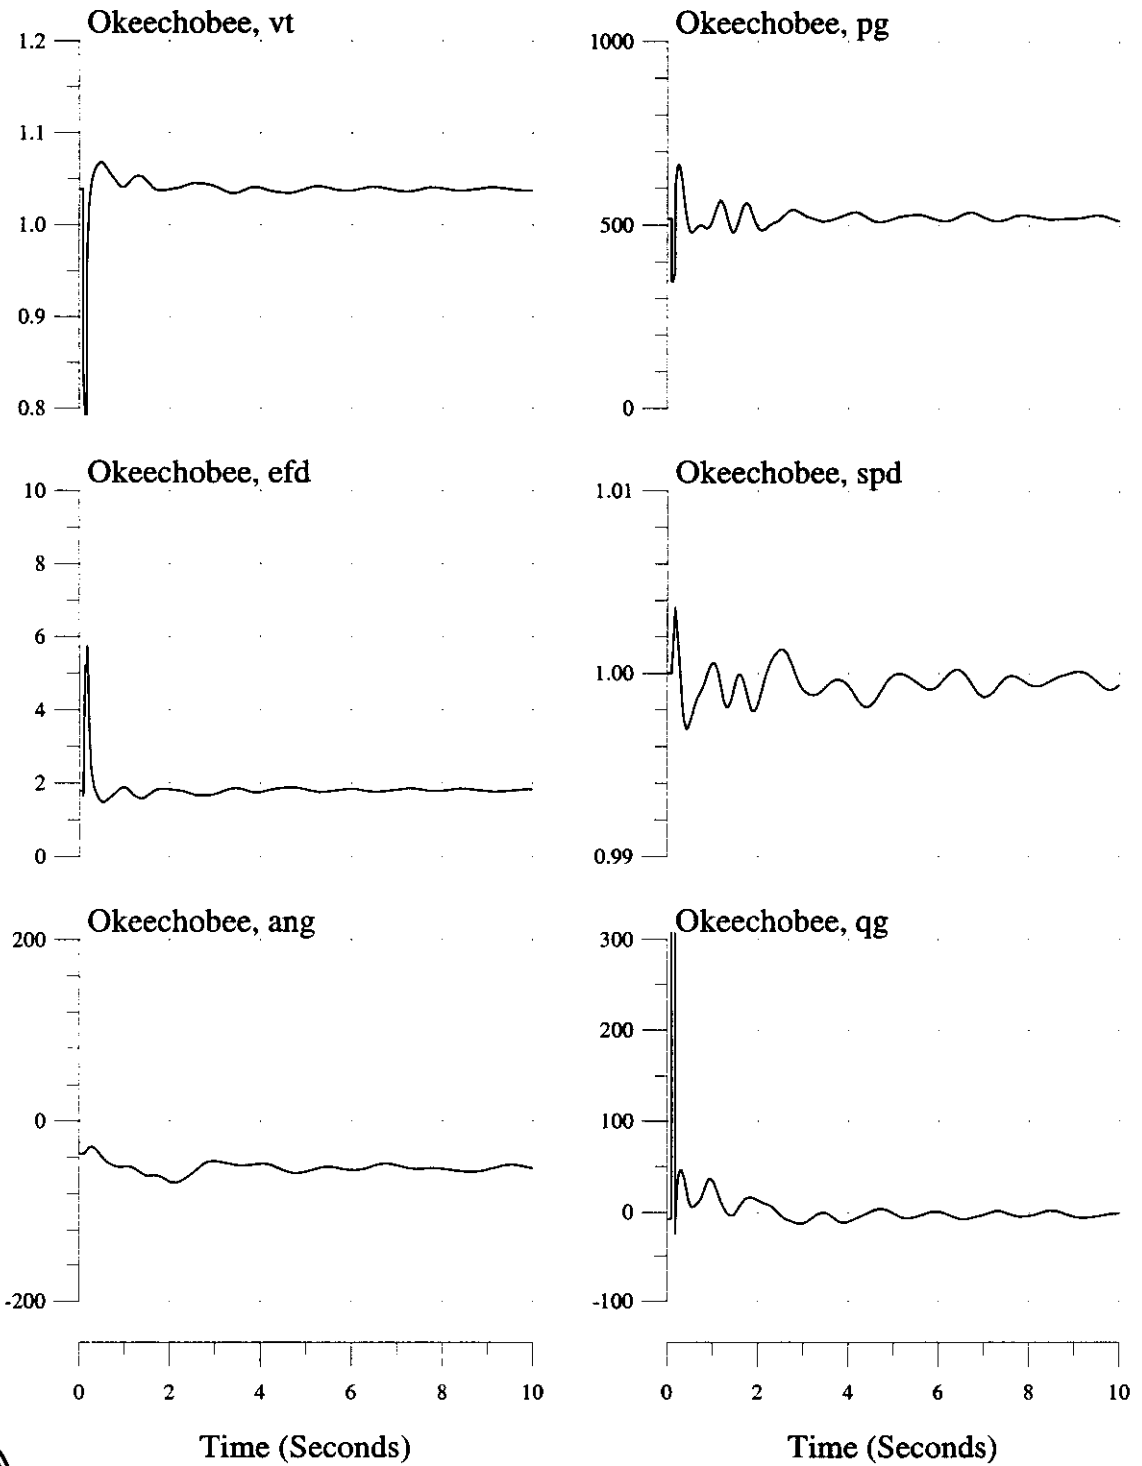 Okeechobee, vt
1.2
1.1
1.0
0.9
0.8
Okeechobee, pg
1000
500
0
Okeechobee, efd
10
8
6
4
2
0
Okeechobee, spd
1.01
1.00
0.99
Okeechobee, ang
200
0
-200
0 2 4 6 8 10
Time (Seconds)
Okeechobee, qg
300
200
100
0
-100
0 2 4 6 8 10
Time (Seconds)